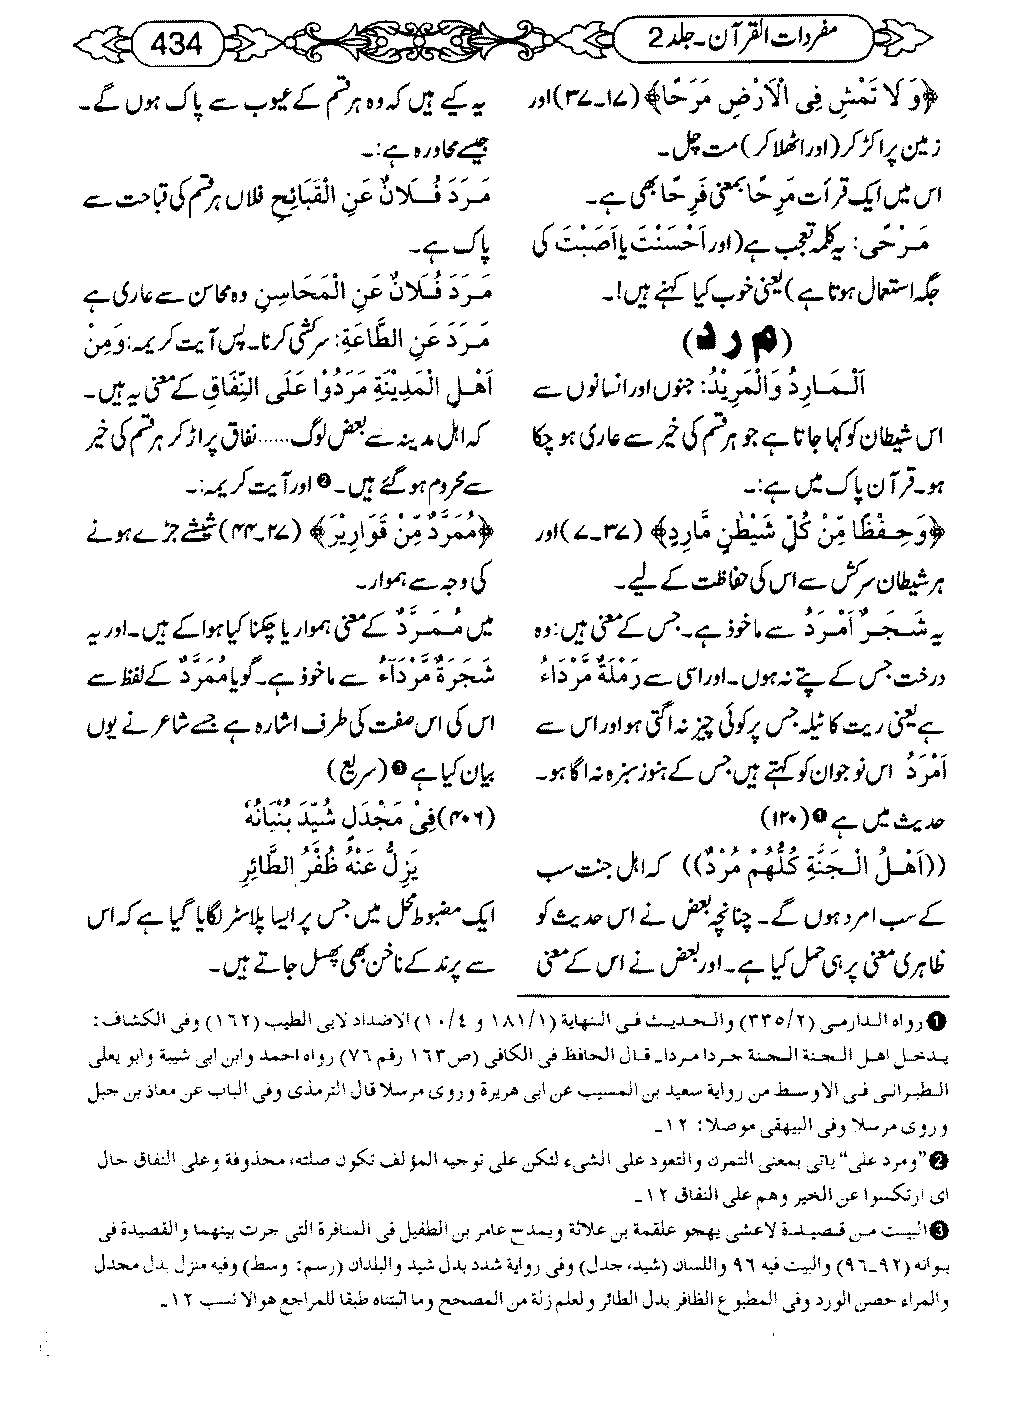 مفردات القرآن - جلد 2
434
﴿وَلَا تَمْشِ فِی الْاَرْضِ مَرَحًا﴾ (۱۷۔۳۷) اور
زمین پر اکڑ کر (اور اٹھلا کر) مت چل۔
اس میں ایک قرأت مَرِحًا بمعنی فَرِحًا بھی ہے۔
مَرْحٰی: یہ کلمہ تعجب ہے (اور اَحْسَنْتَ یا اَصَبْتَ کی
جگہ استعمال ہوتا ہے) یعنی خوب کیا کہنے ہیں!۔
(م ر د)
اَلْمَارِدُ وَالْمَرِیْدُ: جنوں اور انسانوں سے
اس شیطان کو کہا جاتا ہے جو ہر قسم کی خیر سے عاری ہو چکا
ہو۔ قرآن پاک میں ہے:۔
﴿وَحِفْظًا مِّنْ کُلِّ شَیْطٰنٍ مَّارِدٍ﴾ (۳۷۔۷) اور
ہر شیطان سرکش سے اس کی حفاظت کے لیے۔
یہ شَجَرٌ اَمْرَدُ سے ماخوذ ہے۔ جس کے معنی ہیں: وہ
درخت جس کے پتے نہ ہوں۔ اور اسی سے رَمْلَةٌ مَّرْدَاءُ
ہے یعنی ریت کا ٹیلہ جس پر کوئی چیز نہ اگتی ہو اور اس سے
اَمْرَدُ اس نوجوان کو کہتے ہیں جس کے ہنوز سبزہ نہ اگا ہو۔
حدیث میں ہے ❶ (۱۲۰)
((اَهْلُ الْجَنَّةِ کُلُّهُمْ مُرْدٌ)) کہ اہل جنت سب
کے سب امرد ہوں گے۔ چنانچہ بعض نے اس حدیث کو
ظاہری معنی پر ہی حمل کیا ہے۔ اور بعض نے اس کے معنی
یہ کیے ہیں کہ وہ ہر قسم کے عیوب سے پاک ہوں گے۔
جیسے محاورہ ہے:۔
مَرَدَ فُلَانٌ عَنِ الْقَبَائِحِ فلاں ہر قسم کی قباحت سے
پاک ہے۔
مَرَدَ فُلَانٌ عَنِ الْمَحَاسِنِ وہ محاسن سے عاری ہے
مَرَدَ عَنِ الطَّاعَةِ: سرکشی کرنا۔ پس آیت کریمہ: وَمِنْ
اَهْلِ الْمَدِیْنَةِ مَرَدُوْا عَلَی النِّفَاقِ کے معنی یہ ہیں۔
کہ اہل مدینہ سے بعض لوگ...... نفاق پر اڑ کر ہر قسم کی خیر
سے محروم ہو گئے ہیں۔ ❷ اور آیت کریمہ:۔
﴿مُمَرَّدٌ مِّنْ قَوَارِیْرَ﴾ (۲۷۔۴۴) شیشے جڑے ہونے
کی وجہ سے ہموار۔
میں مُمَرَّدٌ کے معنی ہموار یا چکنا کیا ہوا کے ہیں۔ اور یہ
شَجَرَةٌ مَّرْدَآءُ سے ماخوذ ہے۔ گویا مُمَرَّدٌ کے لفظ سے
اس کی اس صفت کی طرف اشارہ ہے جسے شاعر نے یوں
بیان کیا ہے ❸ (سریع)
(۴۰۶) فِیْ مَجْدَلٍ شُیِّدَ بُنْیَانُهٗ
یَزِلُّ عَنْهُ ظُفُرُ الطَّائِرِ
ایک مضبوط محل میں جس پر ایسا پلاسٹر لگایا گیا ہے کہ اس
سے پرند کے ناخن بھی پھسل جاتے ہیں۔
❶ رواه الدارمی (۳۳۵/۲) والحدیث فی النهایة (۱۸۱/۱ و ۱۰/۴) الاضداد لابی الطیب (۱۶۲) وفی الکشاف:
یدخل اهل الجنة الجنة جردا مردا۔ قال الحافظ فی الکافی (ص۱۶۳ رقم ۷۶) رواه احمد وابن ابی شیبة وابو یعلی
الطبرانی فی الاوسط من روایة سعید بن المسیب عن ابی هریرة وروی مرسلا قال الترمذی وفی الباب عن معاذ بن جبل
وروی مرسلا وفی البیهقی موصلا: ۱۲۔
❷ ”ومرد علی“ یاتی بمعنی التمرن والتعود علی الشیء لتکن علی توجیه المؤلف تکون صلته، محذوفة وعلی النفاق حال
ای ارتکسوا عن الخیر وهم علی النفاق ۱۲۔
❸ البیت من قصیدة لاعشی یهجو علقمة بن علاثة ویمدح عامر بن الطفیل فی المنافرة التی جرت بینهما والقصیدة فی
دیوانه (۹۲۔۹۶) والبیت فیه ۹۶ واللسان (شید، جدل) وفی روایة شدد بدل شید والبلدان (رسم: وسط) وفیه منزل بدل مجدل
والمراء حصن الورد وفی المطبوع الظافر بدل الطائر ولعلم زلة من المصحح وما اثبتناه طبقا للمراجع هو الانسب ۱۲۔